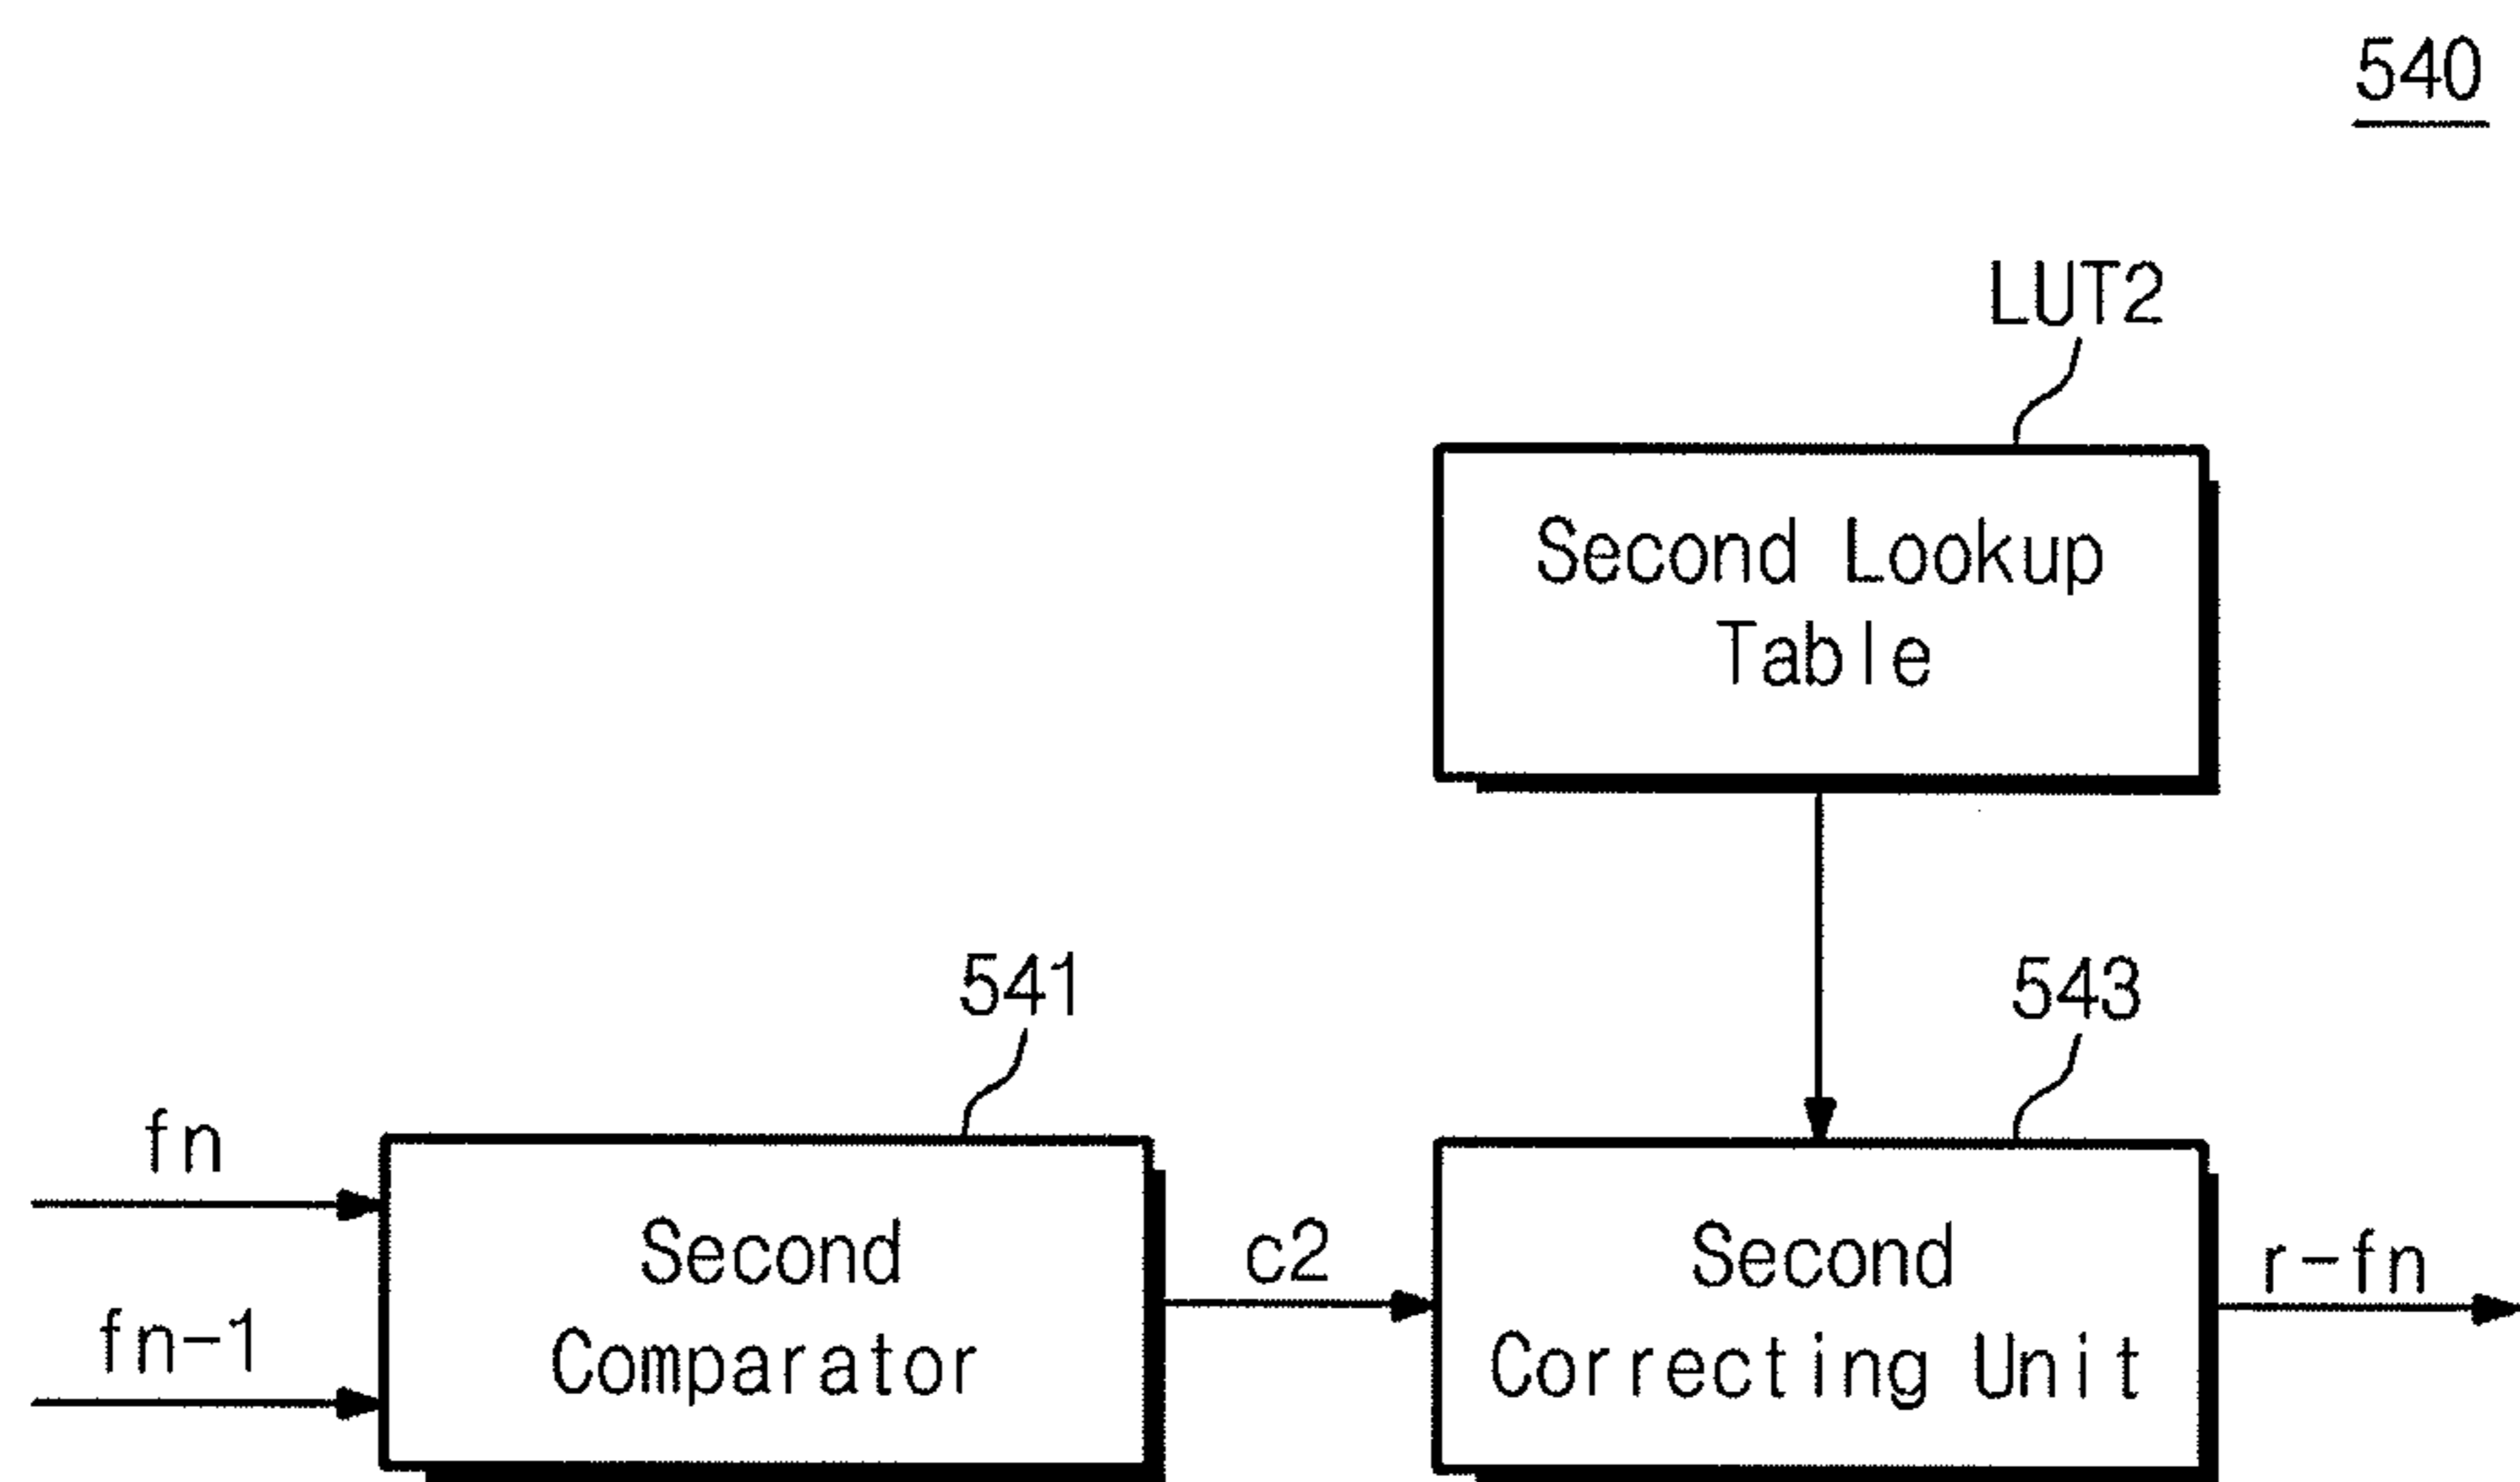 540
LUT2
Second Lookup
Table
541
543
fn
fn-1
Second
Comparator
c2
Second
Correcting Unit
r-fn